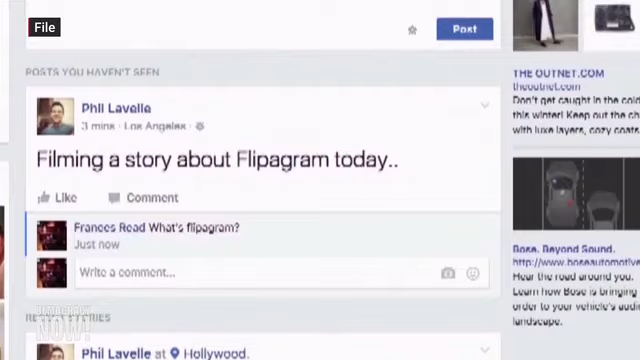 File
Post
POSTS YOU HAVEN'T SEEN
Phil Lavelle
3 mins · Los Angeles ·
Filming a story about Flipagram today..
Like Comment
Frances Read What's flipagram?
Just now
Write a comment...
DEMOCRACY
NOW!
RECENT STORIES
Phil Lavelle at Hollywood.
THE OUTNET.COM
theoutnet.com
Don't get caught in the cold
this winter! Keep out the ch
with luxe layers, cozy coats
Bose. Beyond Sound.
http://www.boseautomotive
Hear the road around you.
Learn how Bose is bringing
order to your vehicle's audi
landscape.